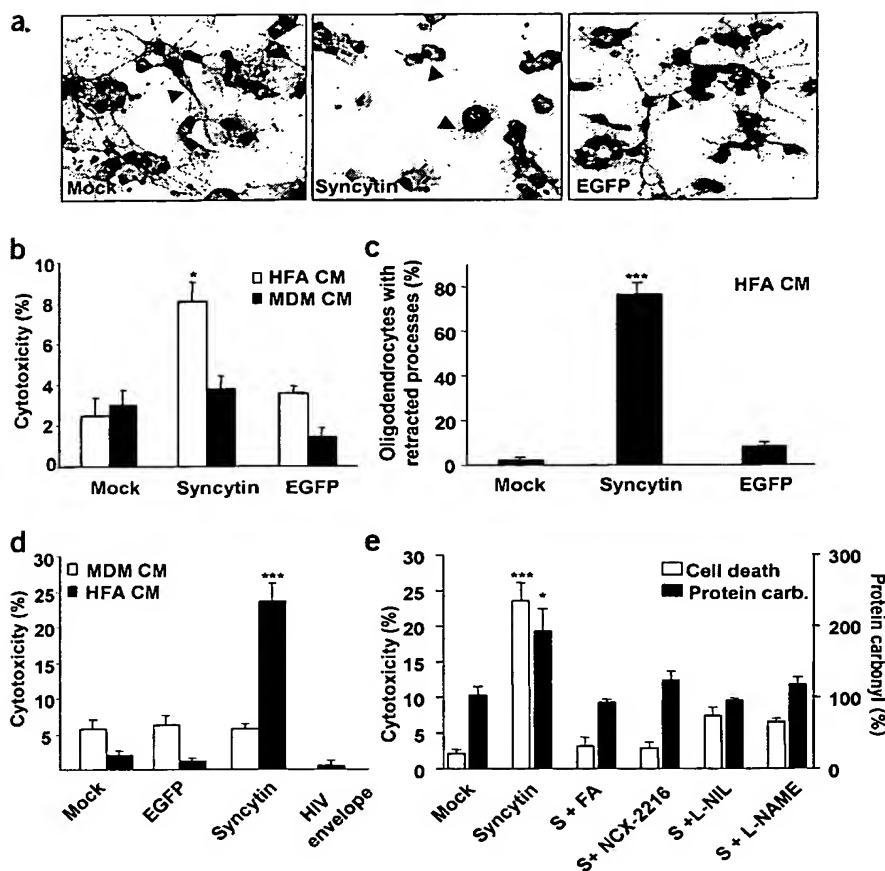 a.
Mock
Syncytin
EGFP
b
Cytotoxicity (%)
10
8
6
4
2
0
*
HFA CM
MDM CM
Mock
Syncytin
EGFP
c
Oligodendrocytes with
retracted processes (%)
80
60
40
20
0
***
HFA CM
Mock
Syncytin
EGFP
d
Cytotoxicity (%)
30
25
20
15
10
5
MDM CM
HFA CM
***
Mock
EGFP
Syncytin
HIV
envelope
e
Cytotoxicity (%)
30
25
20
15
10
5
0
***
*
Cell death
Protein carb.
300
200
100
0
Protein carbonyl (%)
Mock
Syncytin
S + FA
S+ NCX-2216
S +L-NIL
S + L-NAME